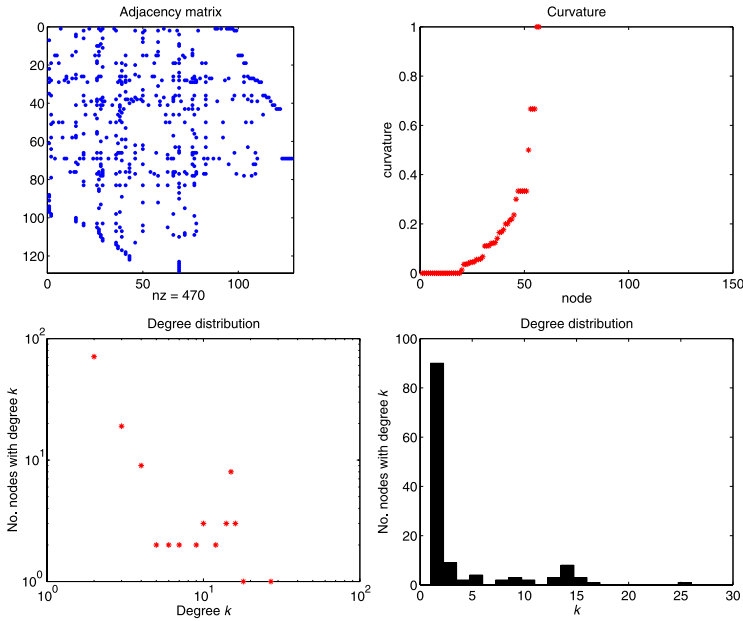 Adjacency matrix
0
20
40
60
80
100
120
0 50 100
nz = 470
Curvature
curvature
1
0.8
0.6
0.4
0.2
0
0 50 100 150
node
Degree distribution
No. nodes with degree k
10^2
10^1
10^0
10^0 10^1 10^2
Degree k
Degree distribution
No. nodes with degree k
100
80
60
40
20
0
0 5 10 15 20 25 30
k